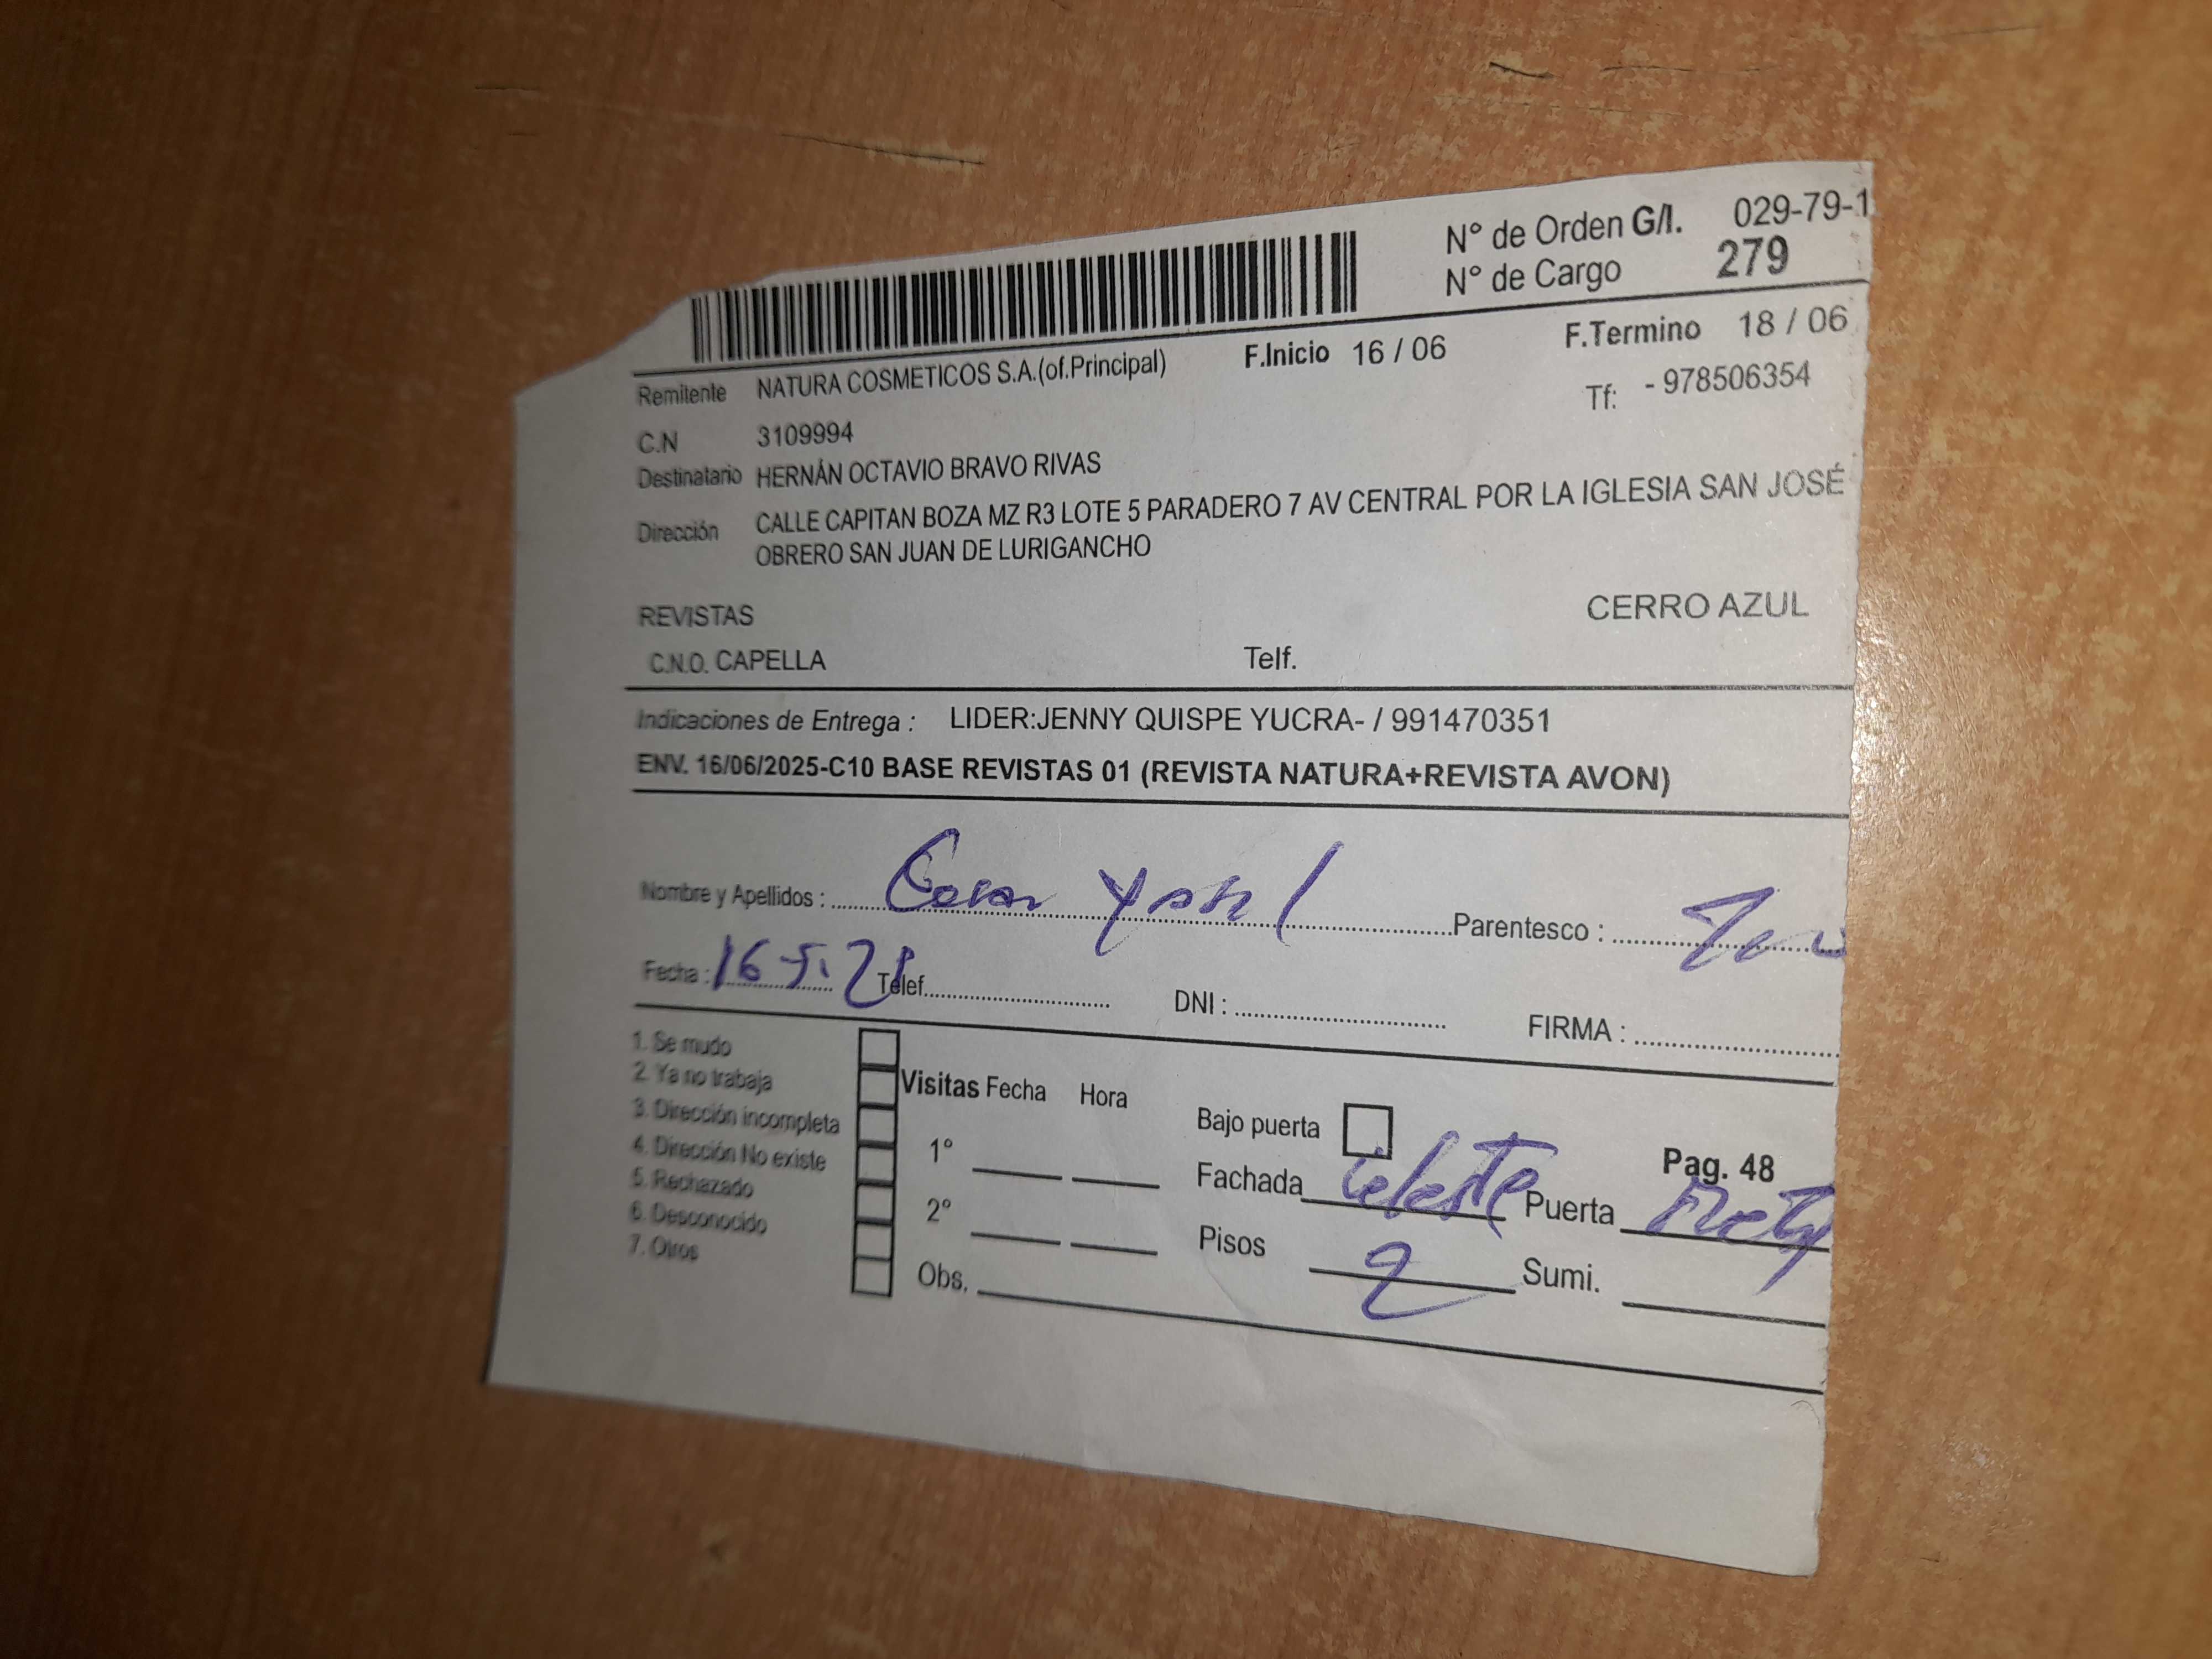 N° de Orden G/I. 029-79-1
N° de Cargo 279
F.Inicio 16 / 06 F.Termino 18 / 06
Remitente NATURA COSMETICOS S.A.(of.Principal) Tf: - 978506354
C.N 3109994
Destinatario HERNÁN OCTAVIO BRAVO RIVAS
Dirección CALLE CAPITAN BOZA MZ R3 LOTE 5 PARADERO 7 AV CENTRAL POR LA IGLESIA SAN JOSÉ
OBRERO SAN JUAN DE LURIGANCHO
REVISTAS CERRO AZUL
C.N.O. CAPELLA Telf.
Indicaciones de Entrega : LIDER:JENNY QUISPE YUCRA- / 991470351
ENV. 16/06/2025-C10 BASE REVISTAS 01 (REVISTA NATURA+REVISTA AVON)
Nombre y Apellidos : Parentesco :
Fecha : Telef. DNI : FIRMA :
1. Se mudo
2. Ya no trabaja Visitas Fecha Hora
3. Dirección incompleta Bajo puerta
4. Dirección No existe 1° Pag. 48
5. Rechazado Fachada celeste Puerta
6. Desconocido 2°
7. Otros Pisos 2 Sumi.
Obs.